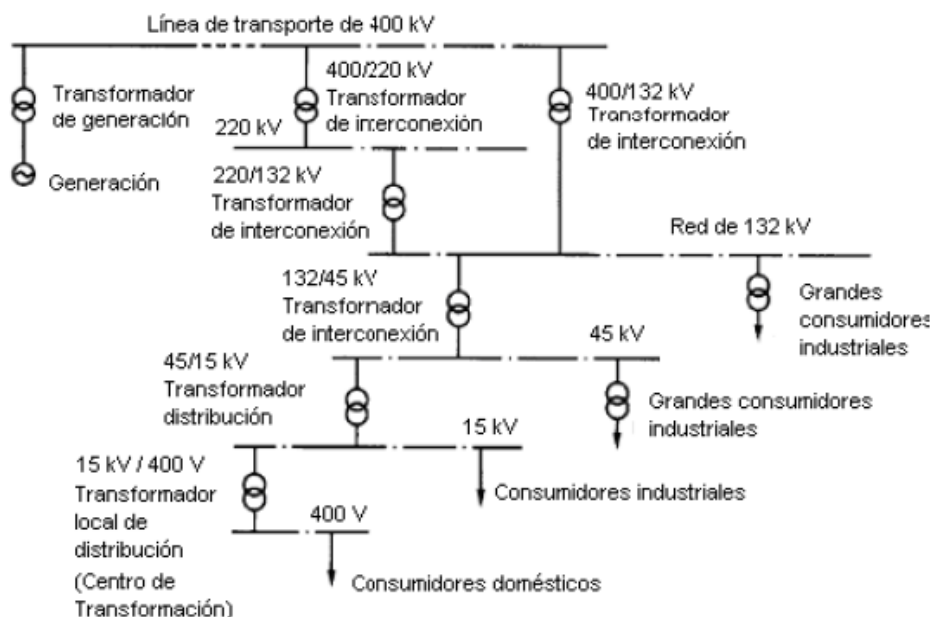 Línea de transporte de 400 kV
Transformador
de generación
Generación
400/220 kV
Transformador
de interconexión
400/132 kV
Transformador
de interconexión
220 kV
220/132 kV
Transformador
de interconexión
Red de 132 kV
132/45 kV
Transfornador
de interconexión
Grandes
consumidores
industriales
45 kV
45/15 kV
Transformador
distribución
Grandes consumidores
industriales
15 kV
15 kV / 400 V
Transformador
local de
distribución
(Centro de
Transformación)
Consumidores industriales
400 V
Consumidores domésticos